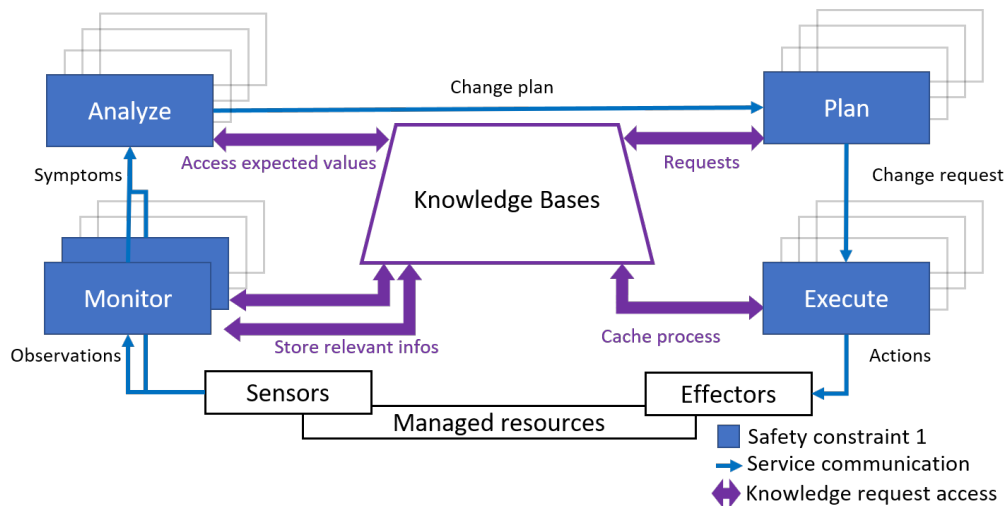 Analyze
Change plan
Plan
Access expected values
Requests
Symptoms
Knowledge Bases
Change request
Monitor
Execute
Store relevant infos
Cache process
Observations
Actions
Sensors
Effectors
Managed resources
Safety constraint 1
Service communication
Knowledge request access